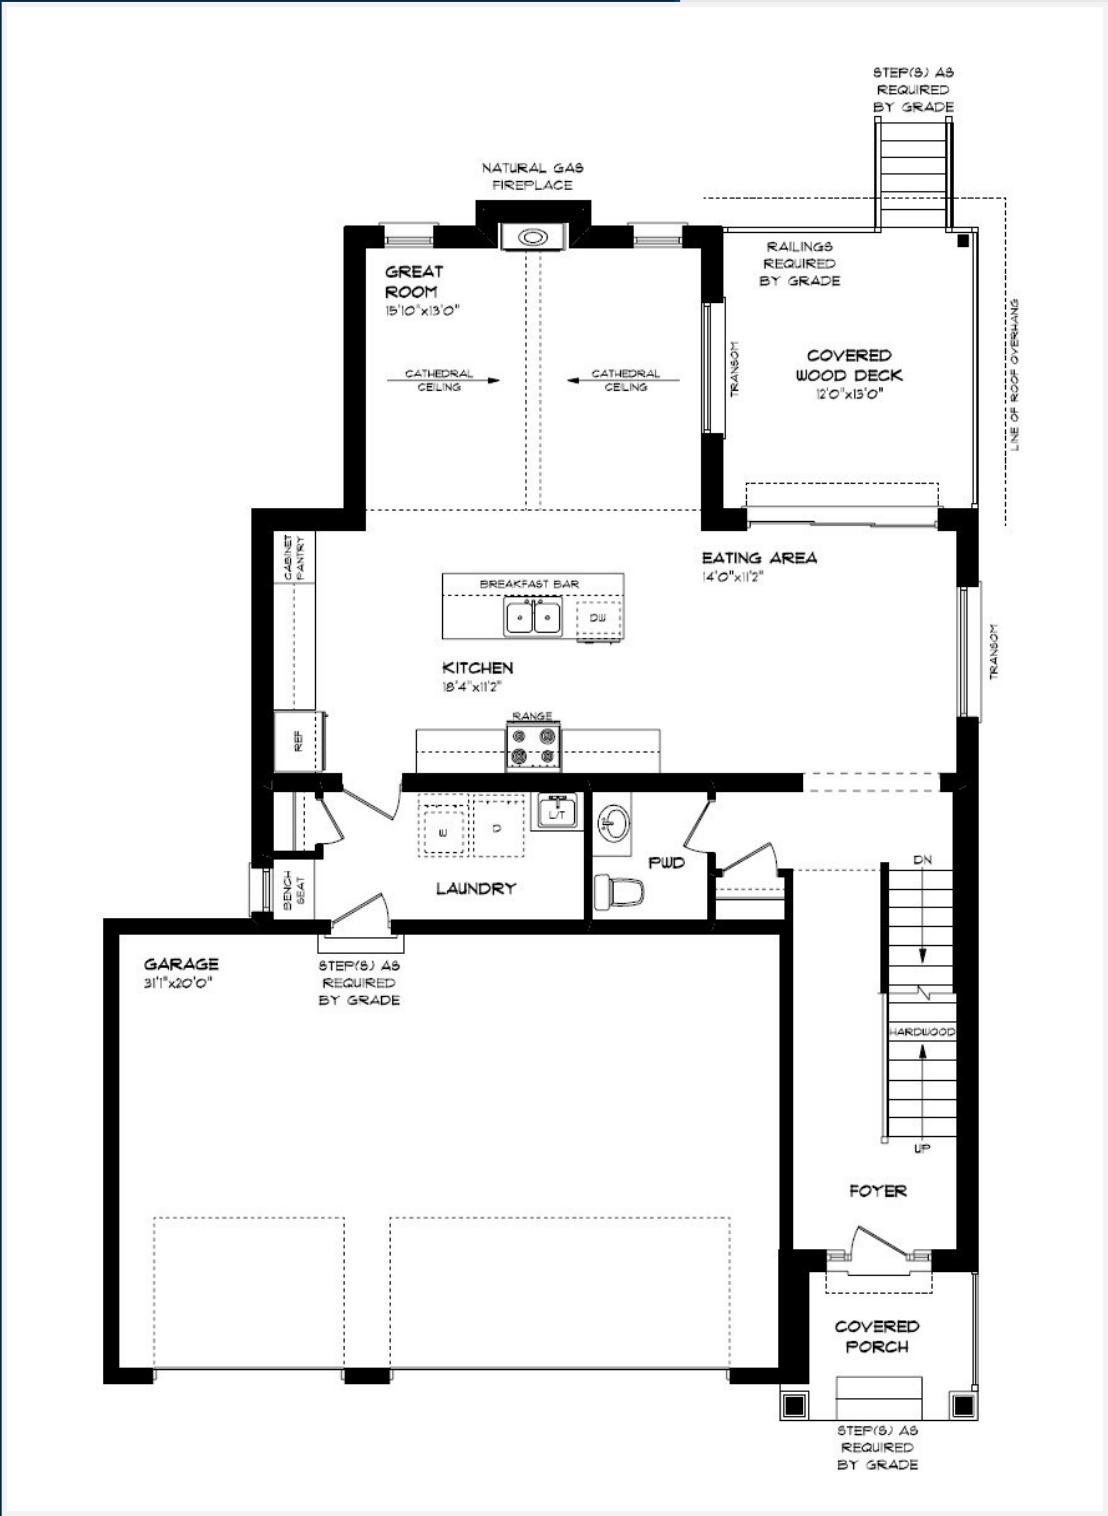 STEP(S) AS
REQUIRED
BY GRADE
NATURAL GAS
FIREPLACE
RAILINGS
REQUIRED
BY GRADE
GREAT
ROOM
15'10"x13'0"
CATHEDRAL
CEILING
CATHEDRAL
CEILING
TRANSOM
COVERED
WOOD DECK
12'0"x13'0"
LINE OF ROOF OVERHANG
CABINET
PANTRY
EATING AREA
14'0"x11'2"
BREAKFAST BAR
DW
KITCHEN
18'4"x11'2"
TRANSOM
REF
RANGE
W
D
L/T
LAUNDRY
BENCH
SEAT
PWD
DN
GARAGE
31'1"x20'0"
STEP(S) AS
REQUIRED
BY GRADE
HARDWOOD
UP
FOYER
COVERED
PORCH
STEP(S) AS
REQUIRED
BY GRADE